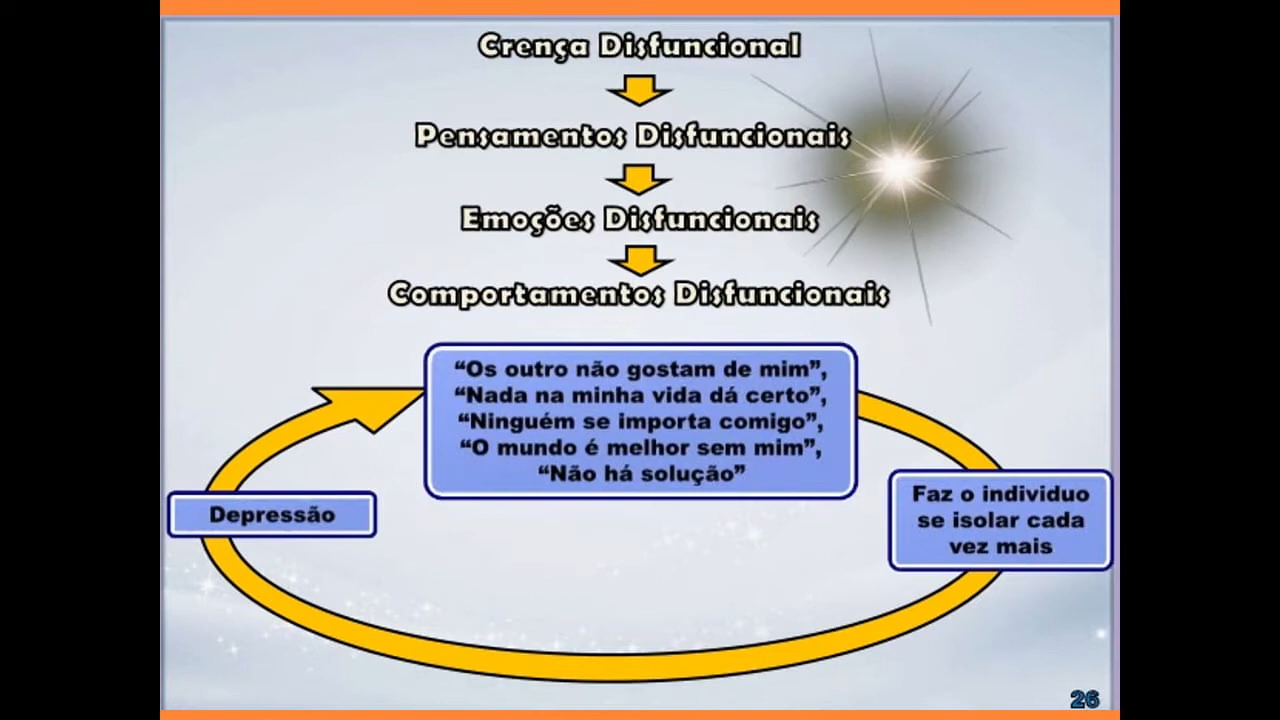 Crença Disfuncional
Pensamentos Disfuncionais
Emoções Disfuncionais
Comportamentos Disfuncionais
“Os outro não gostam de mim”,
“Nada na minha vida dá certo”,
“Ninguém se importa comigo”,
“O mundo é melhor sem mim”,
“Não há solução”
Faz o individuo
se isolar cada
vez mais
Depressão
26